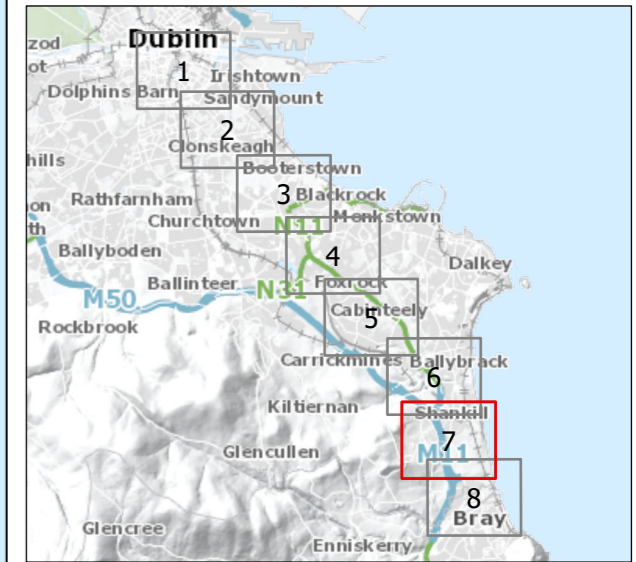 Dublin
zod
ot
1
Irishtown
Dolphins Barn
Sandymount
2
Clonskeagh
hills
Booterstown
3
Blackrock
Rathfarnham
on
Churchtown
N11
Monkstown
th
4
Ballyboden
Dalkey
Ballinteer
N31
Foxrock
M50
Cabinteely
5
Rockbrook
Carrickmines
Ballybrack
6
Kiltiernan
Shankill
7
Glencullen
M11
8
Bray
Glencree
Enniskerry